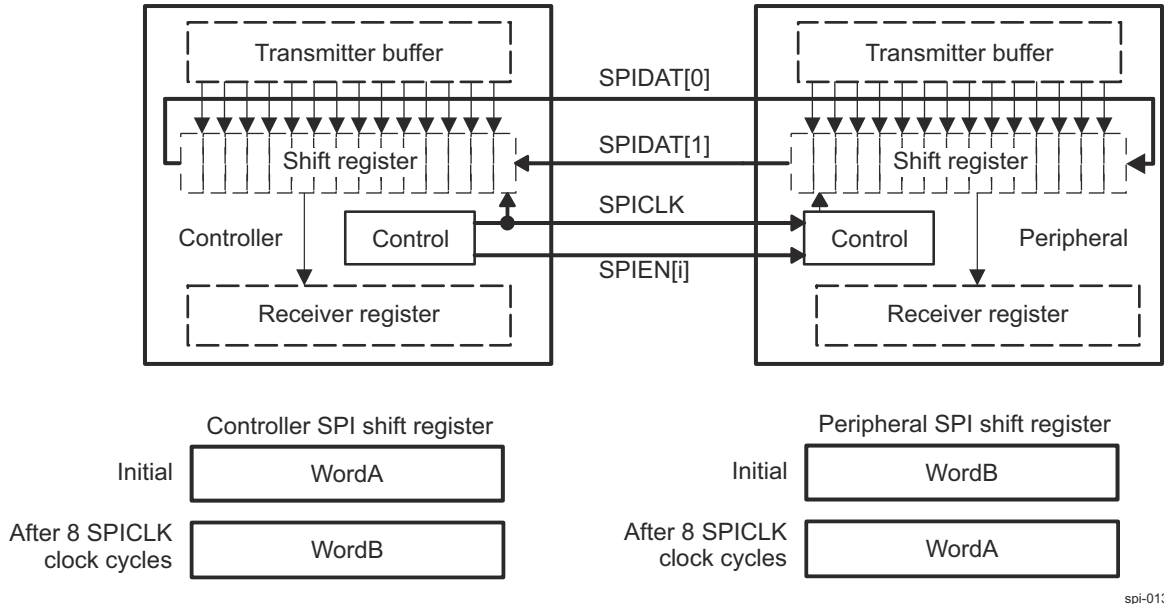 Transmitter buffer
Transmitter buffer
SPIDAT[0]
Shift register
SPIDAT[1]
Shift register
SPICLK
Controller
Control
Control
Peripheral
SPIEN[i]
Receiver register
Receiver register
Controller SPI shift register
Peripheral SPI shift register
Initial
WordA
Initial
WordB
After 8 SPICLK
clock cycles
WordB
After 8 SPICLK
clock cycles
WordA